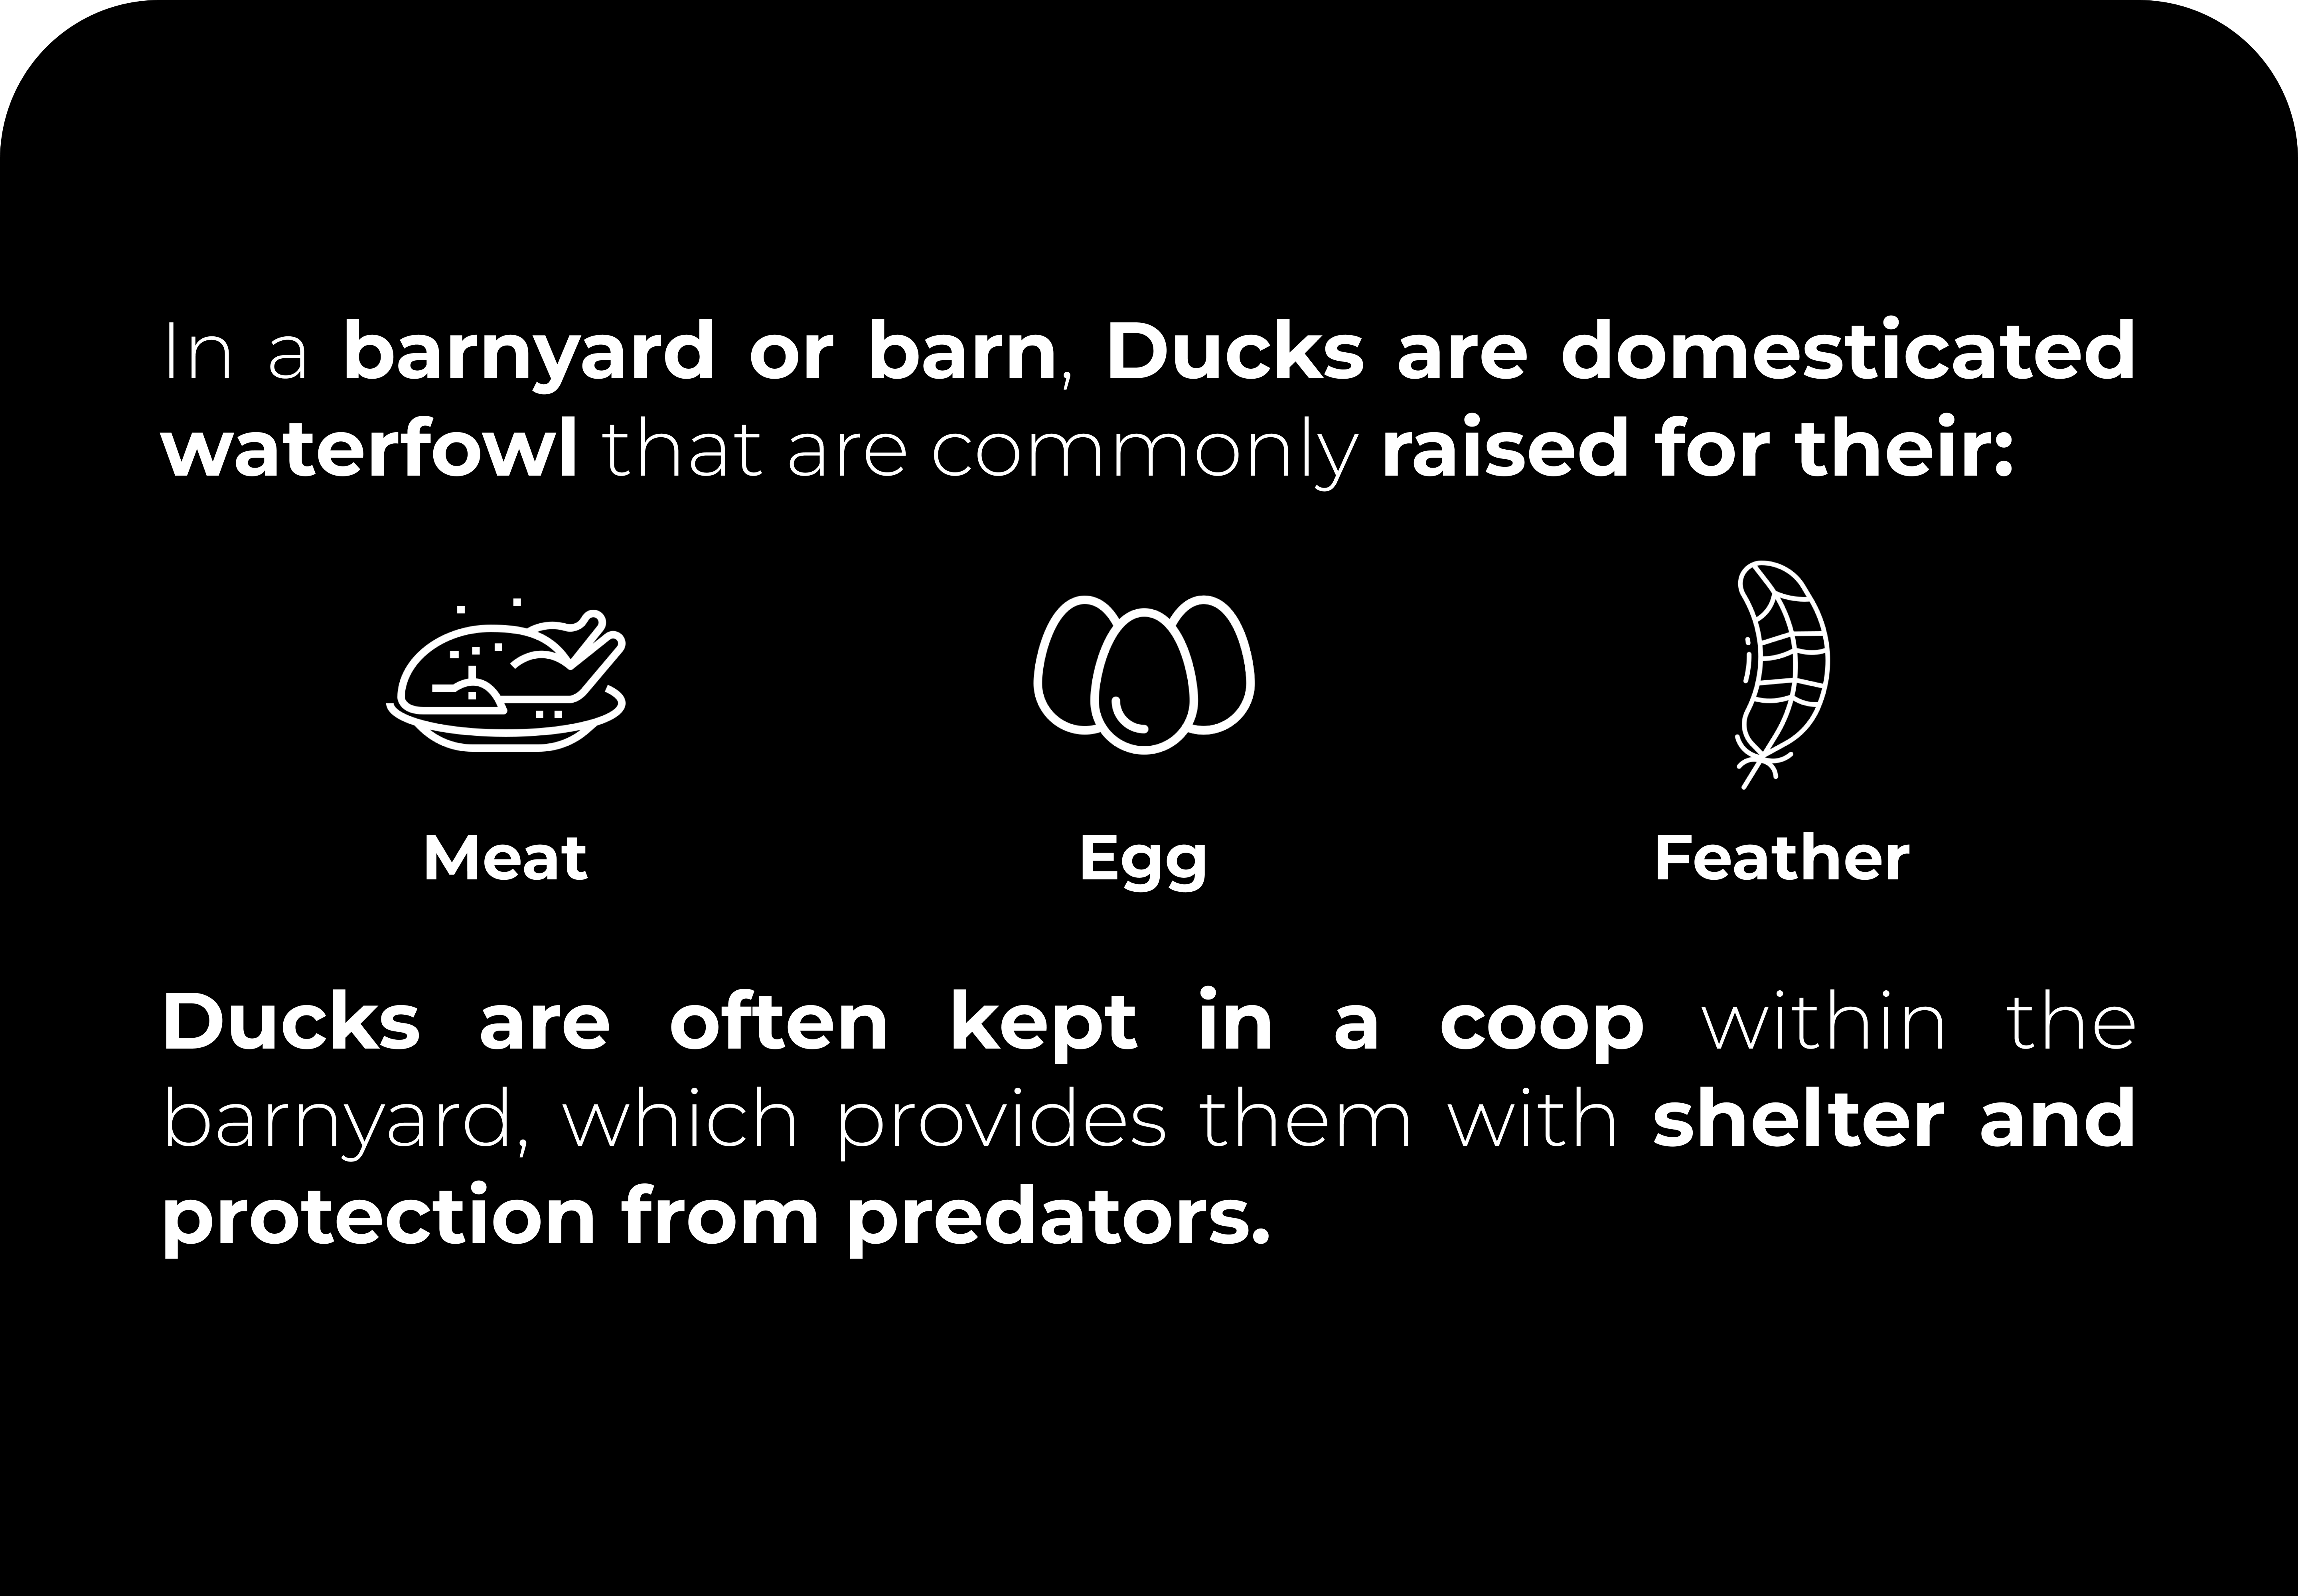 In a barnyard or barn, Ducks are domesticated
waterfowl that are commonly raised for their:
Meat
Egg
Feather
Ducks are often kept in a coop within the
barnyard, which provides them with shelter and
protection from predators.